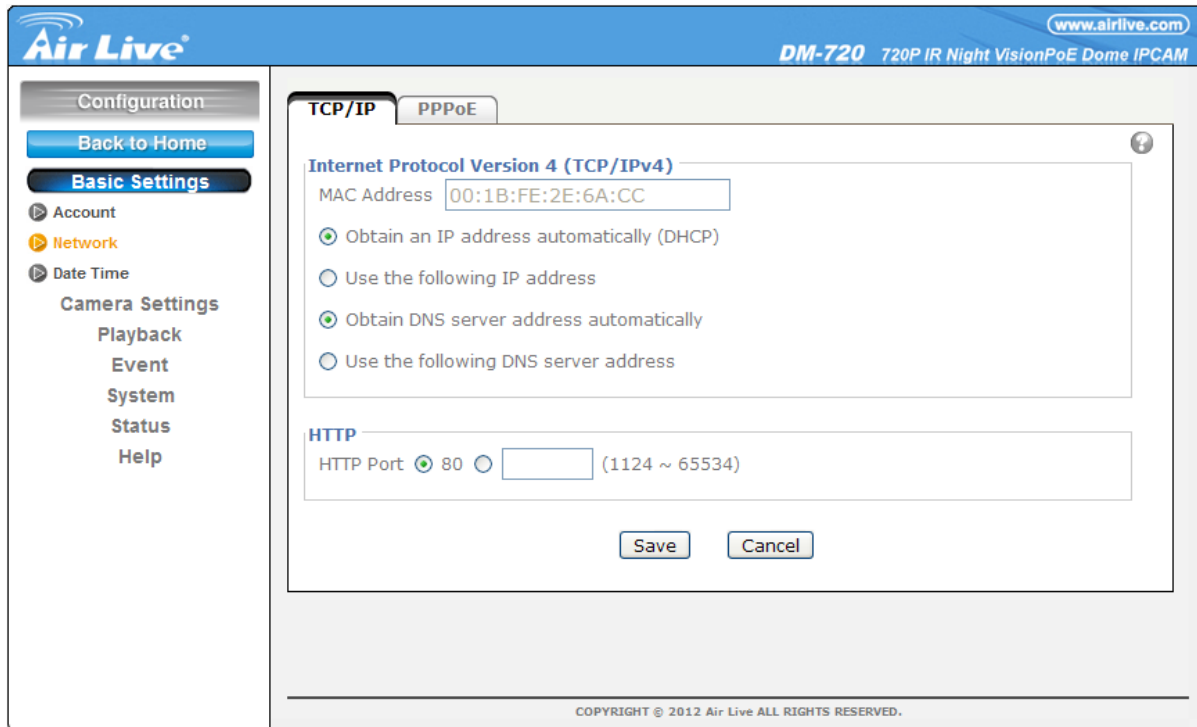 Air Live®
www.airlive.com
DM-720 720P IR Night VisionPoE Dome IPCAM
Configuration
Back to Home
Basic Settings
Account
Network
Date Time
Camera Settings
Playback
Event
System
Status
Help
TCP/IP PPPoE
?
Internet Protocol Version 4 (TCP/IPv4)
MAC Address 00:1B:FE:2E:6A:CC
Obtain an IP address automatically (DHCP)
Use the following IP address
Obtain DNS server address automatically
Use the following DNS server address
HTTP
HTTP Port 80 (1124 ~ 65534)
Save Cancel
COPYRIGHT © 2012 Air Live ALL RIGHTS RESERVED.